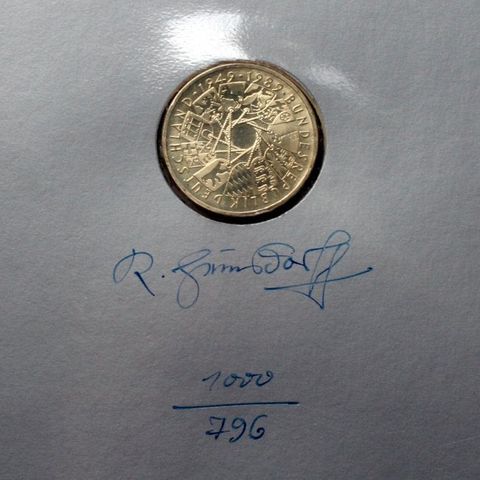 1949·1989·BUNDESREPUBLIK DEUTSCHLAND·
R.
1000
796